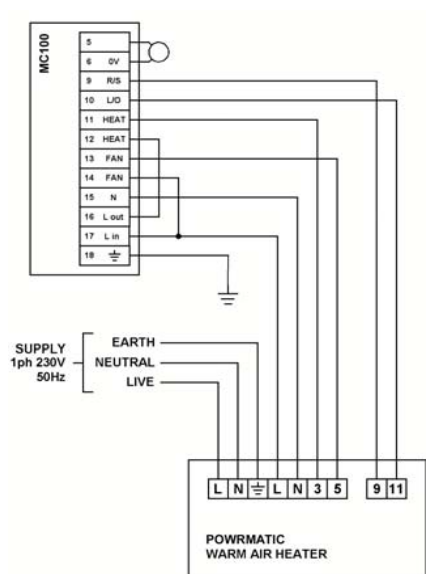 MC100
5
6 0V
9 R/S
10 L/O
11 HEAT
12 HEAT
13 FAN
14 FAN
15 N
16 L out
17 L in
18
SUPPLY
1ph 230V
50Hz
EARTH
NEUTRAL
LIVE
L N L N 3 5 9 11
POWRMATIC
WARM AIR HEATER